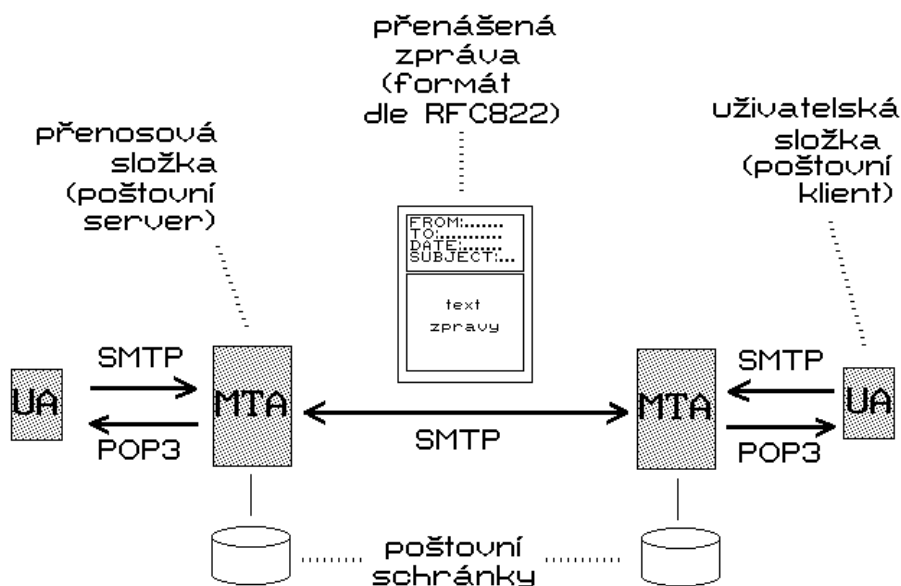 přenášená
zpráva
(formát
dle RFC822)
uživatelská
složka
(poštovní
klient)
přenosová
složka
(poštovní
server)
FROM:......
TO:...........
DATE:.......
SUBJECT:...
text
zpravy
SMTP
SMTP
UA
MTA
MTA
UA
POP3
SMTP
POP3
poštovní
schránky